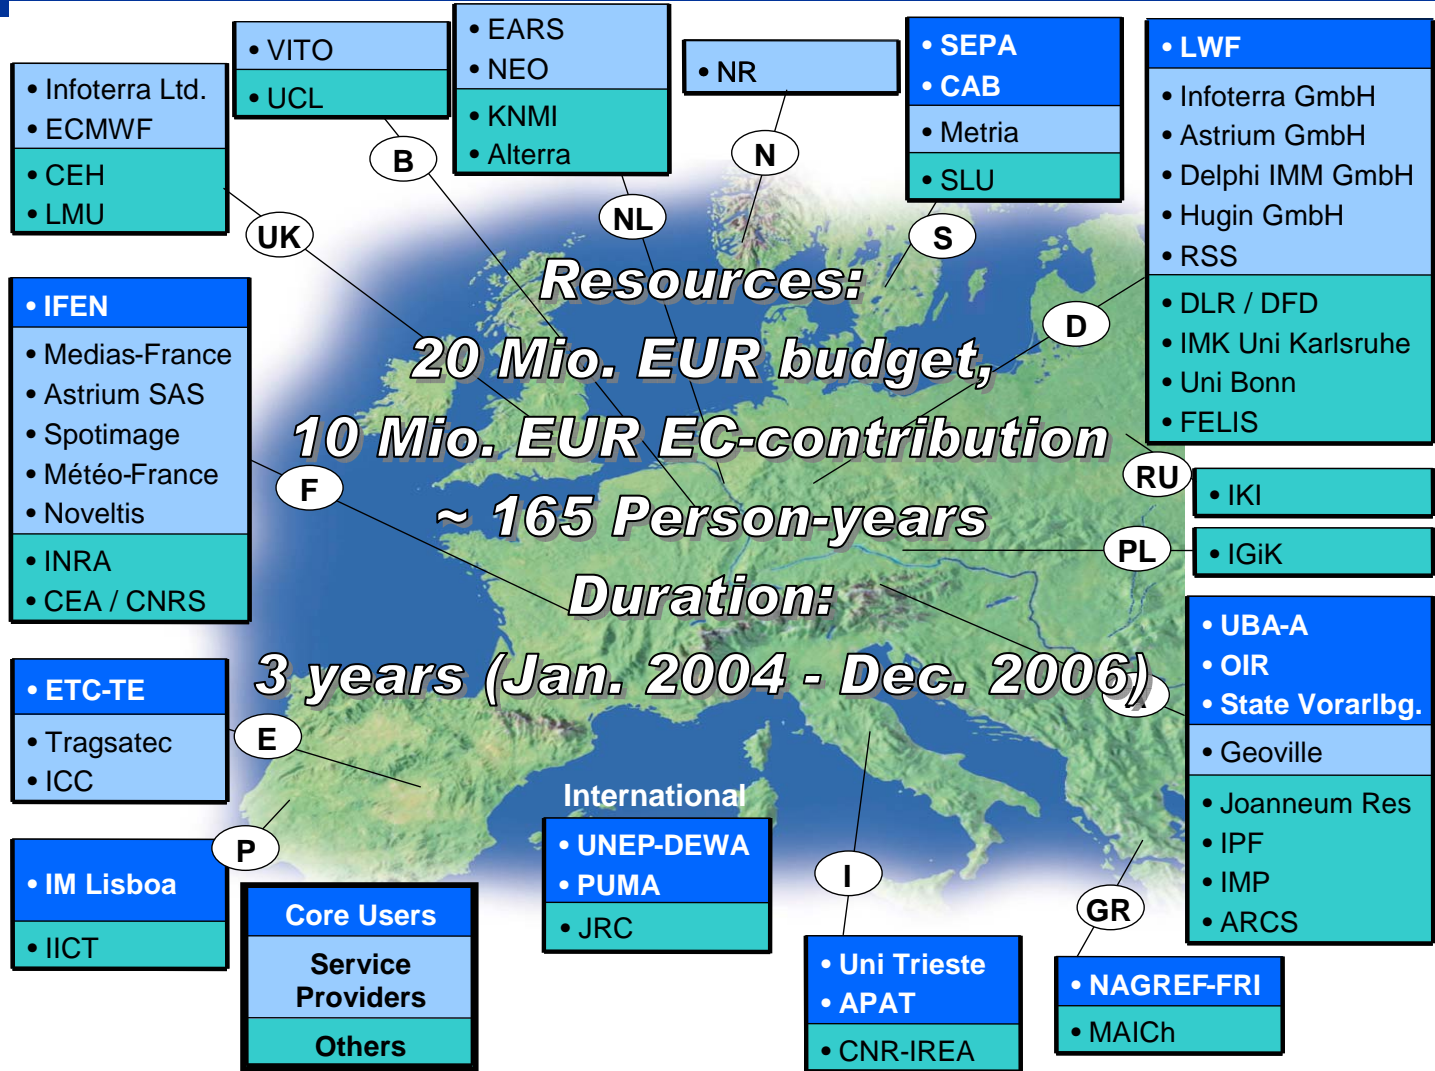 • Infoterra Ltd.
• ECMWF
• CEH
• LMU
UK
• VITO
• UCL
B
• EARS
• NEO
• KNMI
• Alterra
NL
• NR
N
• SEPA
• CAB
• Metria
• SLU
S
• LWF
• Infoterra GmbH
• Astrium GmbH
• Delphi IMM GmbH
• Hugin GmbH
• RSS
• DLR / DFD
• IMK Uni Karlsruhe
• Uni Bonn
• FELIS
D
Resources:
20 Mio. EUR budget,
10 Mio. EUR EC-contribution
~ 165 Person-years
Duration:
3 years (Jan. 2004 - Dec. 2006)
• IFEN
• Medias-France
• Astrium SAS
• Spotimage
• Météo-France
• Noveltis
• INRA
• CEA / CNRS
F
RU
• IKI
PL
• IGiK
• UBA-A
• OIR
• State Vorarlbg.
• Geoville
• Joanneum Res
• IPF
• IMP
• ARCS
• ETC-TE
• Tragsatec
• ICC
E
P
• IM Lisboa
• IICT
Core Users
Service
Providers
Others
International
• UNEP-DEWA
• PUMA
• JRC
I
• Uni Trieste
• APAT
• CNR-IREA
GR
• NAGREF-FRI
• MAICh